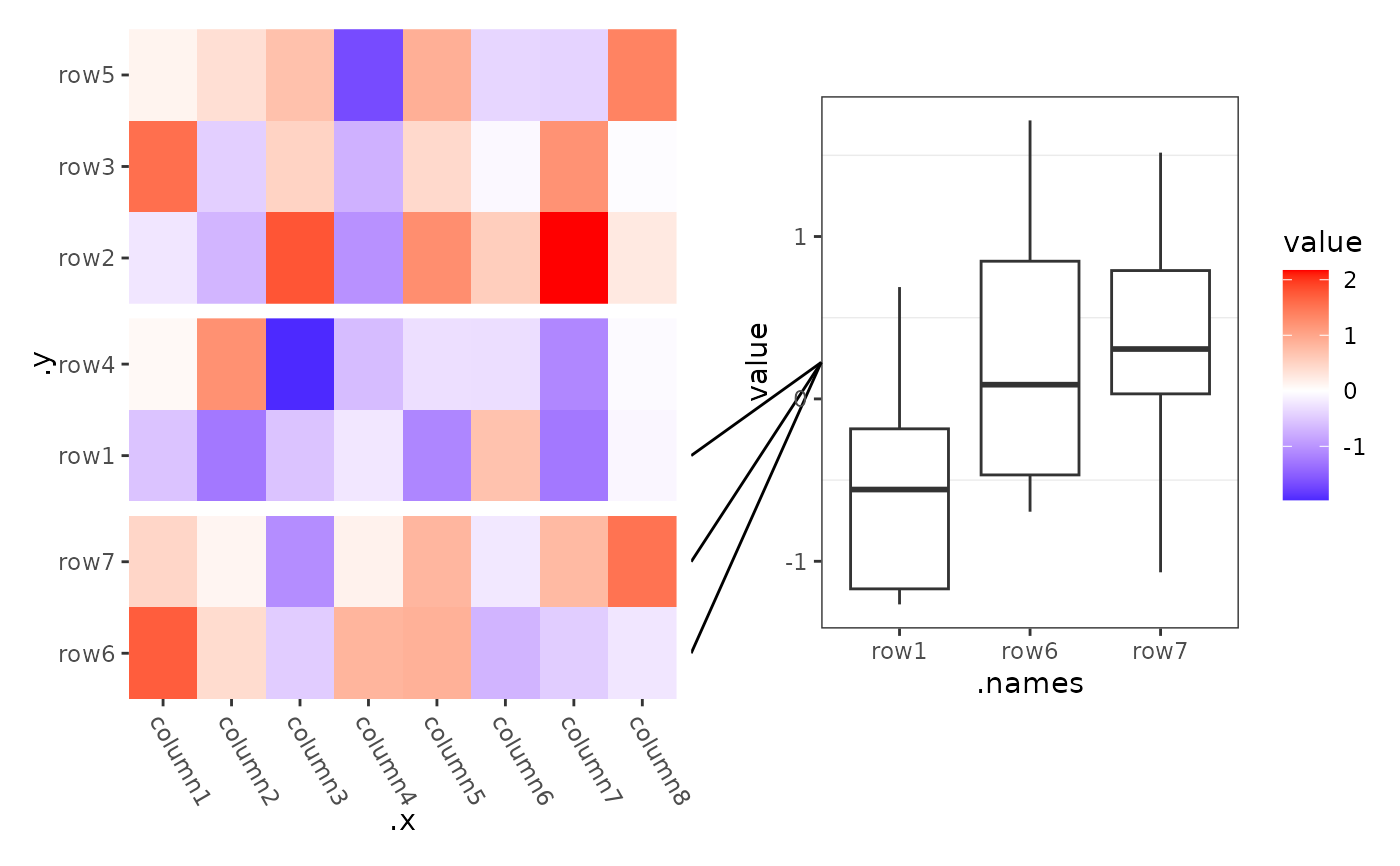 row5
row3
row2
row4
row1
row7
row6
.y
column1
column2
column3
column4
column5
column6
column7
column8
.x
value
1
0
-1
row1
row6
row7
.names
value
2
1
0
-1